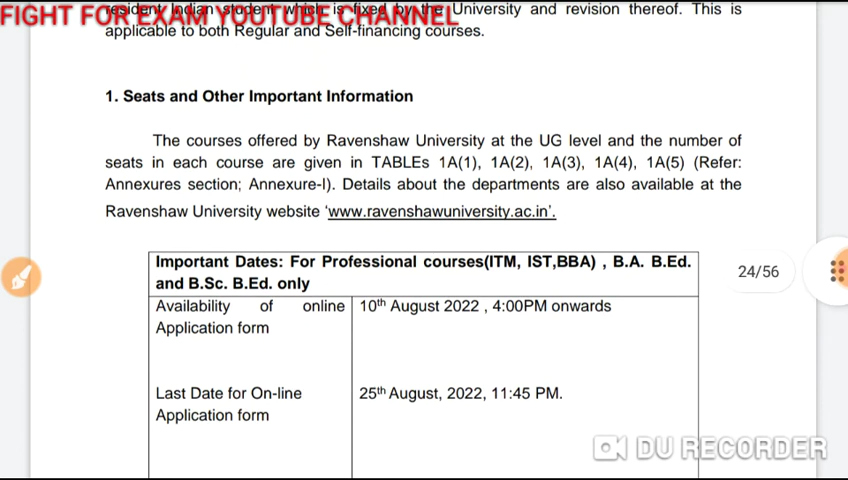 FIGHT FOR EXAM YOUTUBE CHANNEL
resident Indian student which is fixed by the University and revision thereof. This is
applicable to both Regular and Self-financing courses.
1. Seats and Other Important Information
The courses offered by Ravenshaw University at the UG level and the number of
seats in each course are given in TABLEs 1A(1), 1A(2), 1A(3), 1A(4), 1A(5) (Refer:
Annexures section; Annexure-I). Details about the departments are also available at the
Ravenshaw University website 'www.ravenshawuniversity.ac.in'.
Important Dates: For Professional courses(ITM, IST,BBA) , B.A. B.Ed.
and B.Sc. B.Ed. only
24/56
Availability of online 10th August 2022 , 4:00PM onwards
Application form
Last Date for On-line 25th August, 2022, 11:45 PM.
Application form
DU RECORDER